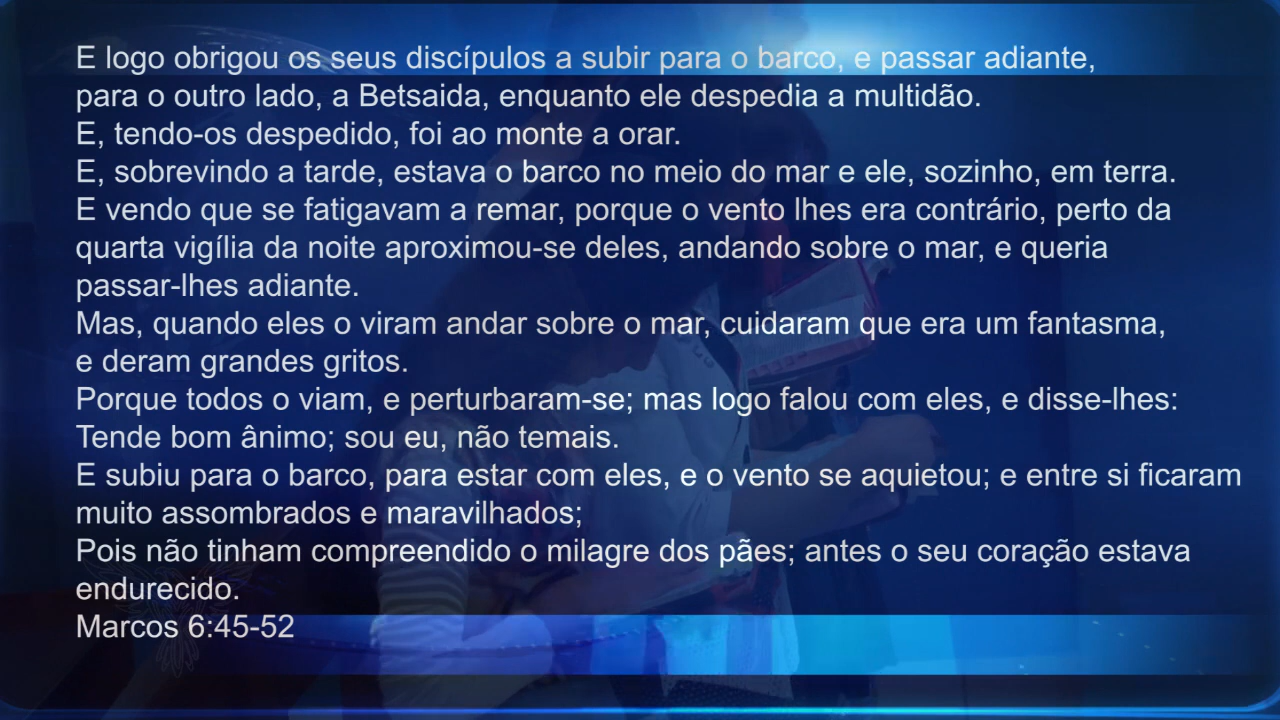 E logo obrigou os seus discípulos a subir para o barco, e passar adiante,
para o outro lado, a Betsaida, enquanto ele despedia a multidão.
E, tendo-os despedido, foi ao monte a orar.
E, sobrevindo a tarde, estava o barco no meio do mar e ele, sozinho, em terra.
E vendo que se fatigavam a remar, porque o vento lhes era contrário, perto da
quarta vigília da noite aproximou-se deles, andando sobre o mar, e queria
passar-lhes adiante.
Mas, quando eles o viram andar sobre o mar, cuidaram que era um fantasma,
e deram grandes gritos.
Porque todos o viam, e perturbaram-se; mas logo falou com eles, e disse-lhes:
Tende bom ânimo; sou eu, não temais.
E subiu para o barco, para estar com eles, e o vento se aquietou; e entre si ficaram
muito assombrados e maravilhados;
Pois não tinham compreendido o milagre dos pães; antes o seu coração estava
endurecido.
Marcos 6:45-52